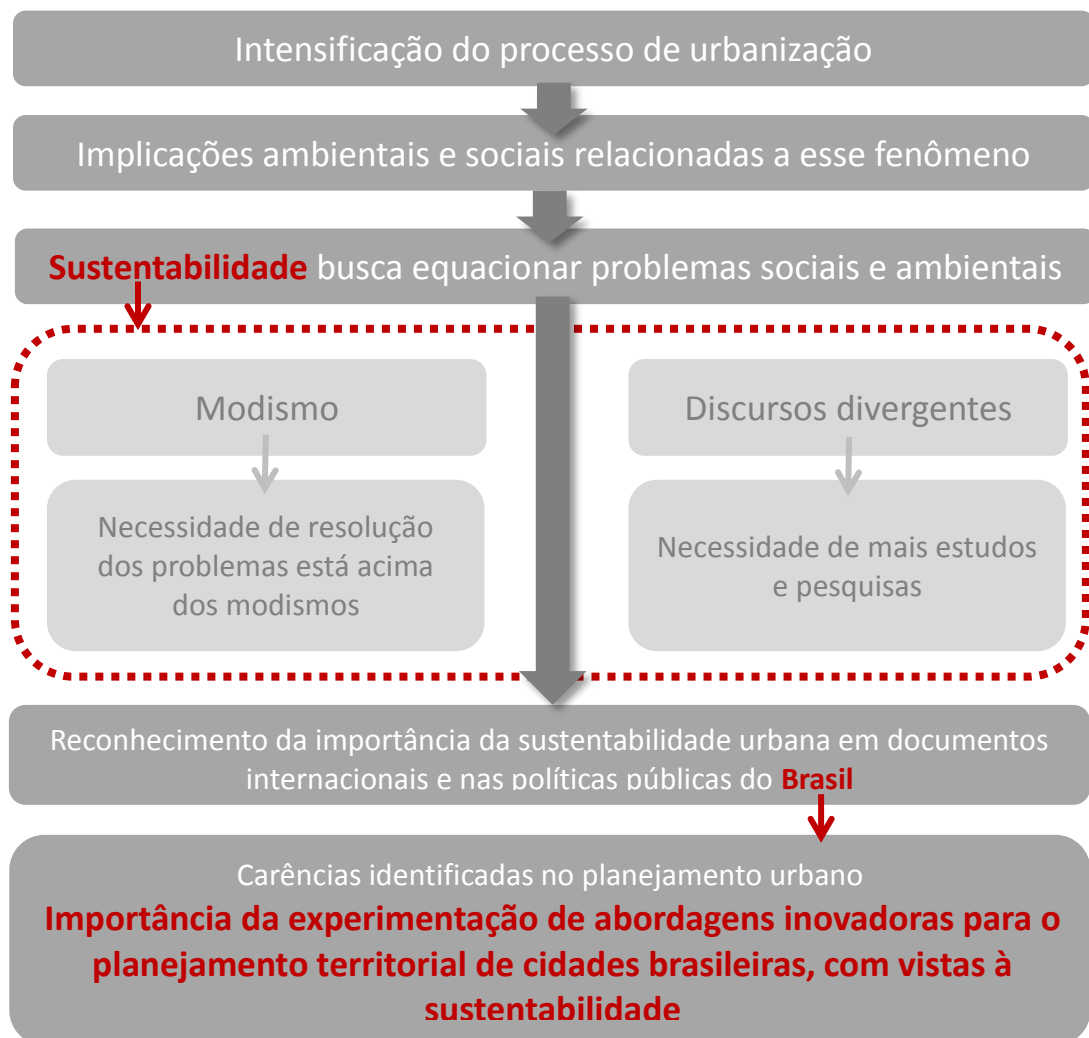 Intensificação do processo de urbanização
Implicações ambientais e sociais relacionadas a esse fenômeno
Sustentabilidade busca equacionar problemas sociais e ambientais
Modismo
Necessidade de resolução
dos problemas está acima
dos modismos
Discursos divergentes
Necessidade de mais estudos
e pesquisas
Reconhecimento da importância da sustentabilidade urbana em documentos
internacionais e nas políticas públicas do Brasil
Carências identificadas no planejamento urbano
Importância da experimentação de abordagens inovadoras para o
planejamento territorial de cidades brasileiras, com vistas à
sustentabilidade